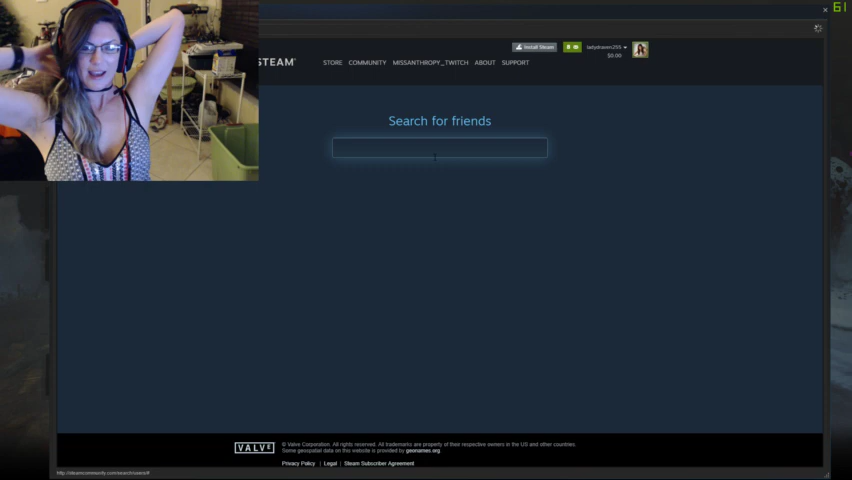 61
STEAM®
Install Steam
8
ladydraven255
$0.00
STORE COMMUNITY MISSANTHROPY_TWITCH ABOUT SUPPORT
Search for friends
VALVE
© Valve Corporation. All rights reserved. All trademarks are property of their respective owners in the US and other countries.
Some geospatial data on this website is provided by geonames.org.
Privacy Policy | Legal | Steam Subscriber Agreement
http://steamcommunity.com/search/users/#